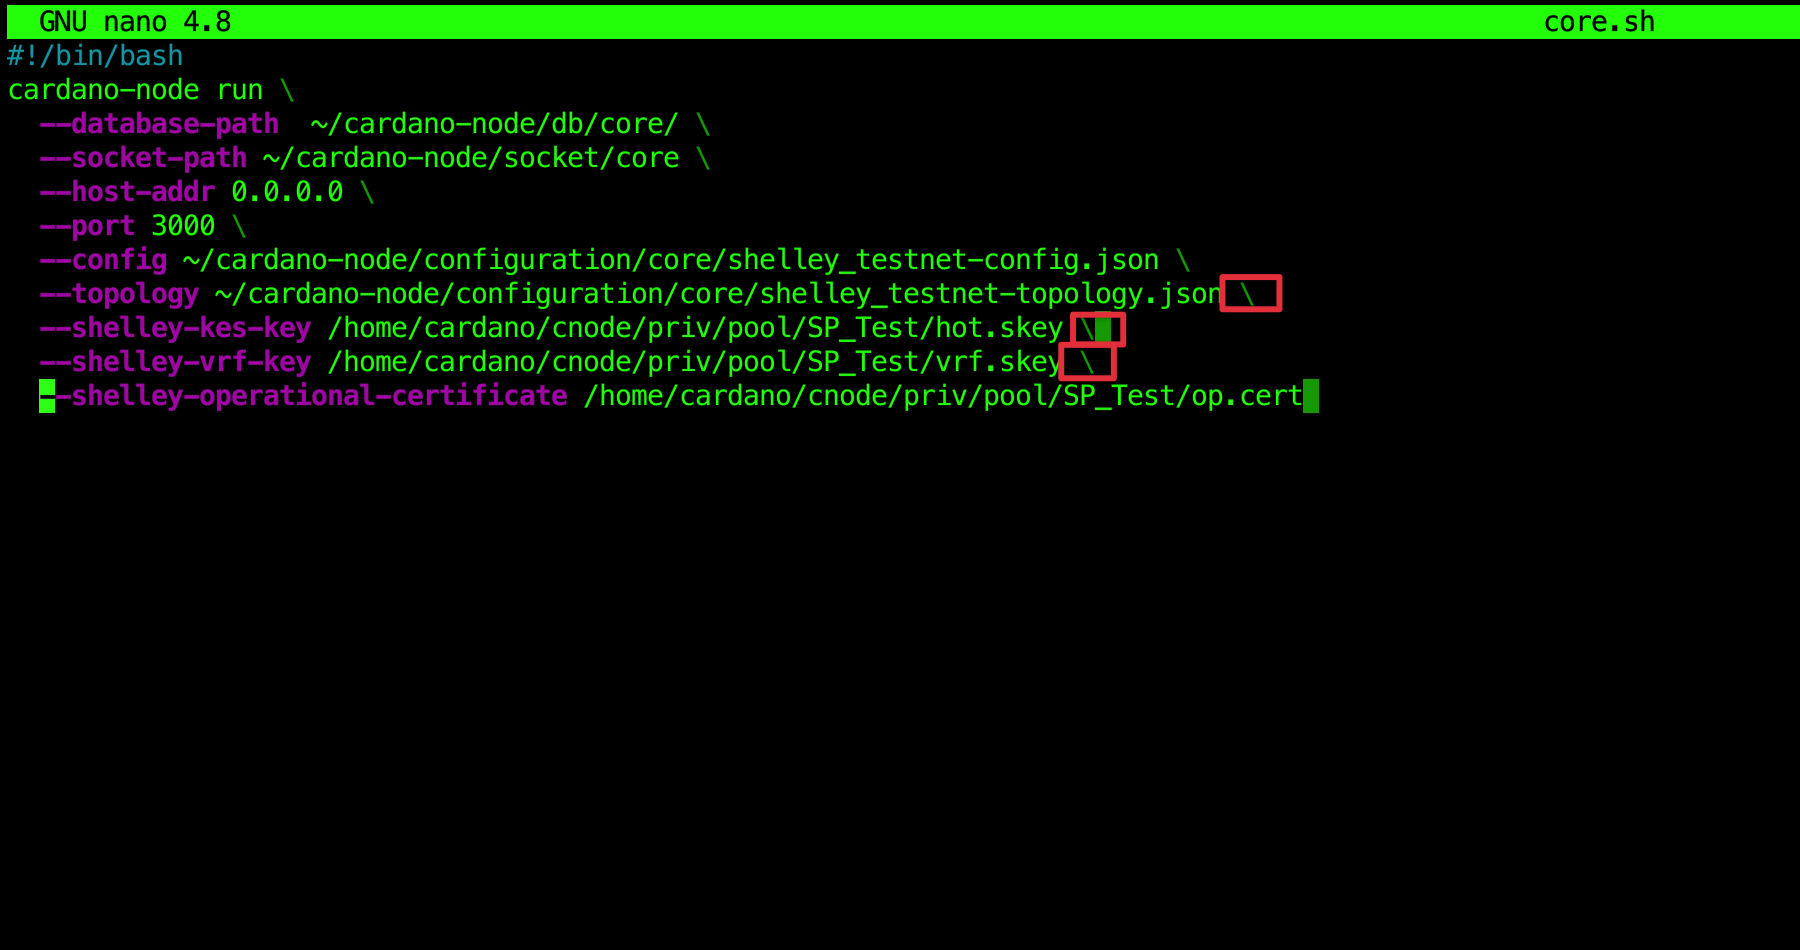 GNU nano 4.8 core.sh
#!/bin/bash
cardano-node run \
--database-path  ~/cardano-node/db/core/ \
--socket-path ~/cardano-node/socket/core \
--host-addr 0.0.0.0 \
--port 3000 \
--config ~/cardano-node/configuration/core/shelley_testnet-config.json \
--topology ~/cardano-node/configuration/core/shelley_testnet-topology.json \
--shelley-kes-key /home/cardano/cnode/priv/pool/SP_Test/hot.skey \
--shelley-vrf-key /home/cardano/cnode/priv/pool/SP_Test/vrf.skey \
--shelley-operational-certificate /home/cardano/cnode/priv/pool/SP_Test/op.cert